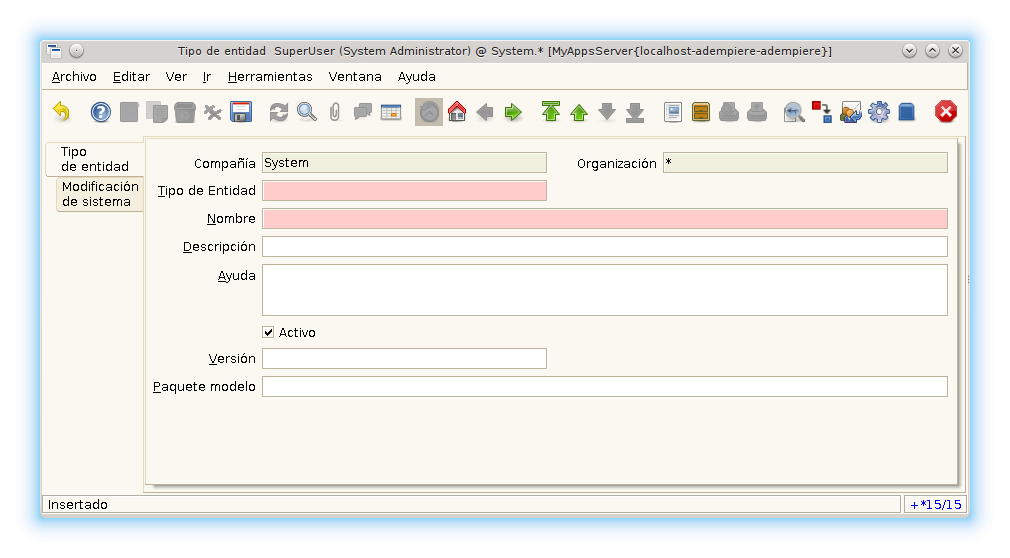 Tipo de entidad  SuperUser (System Administrator) @ System.* [MyAppsServer{localhost-adempiere-adempiere}]
Archivo Editar Ver Ir Herramientas Ventana Ayuda
Tipo
de entidad
Modificación
de sistema
Compañía System Organización *
Tipo de Entidad
Nombre
Descripción
Ayuda
Activo
Versión
Paquete modelo
Insertado +*15/15